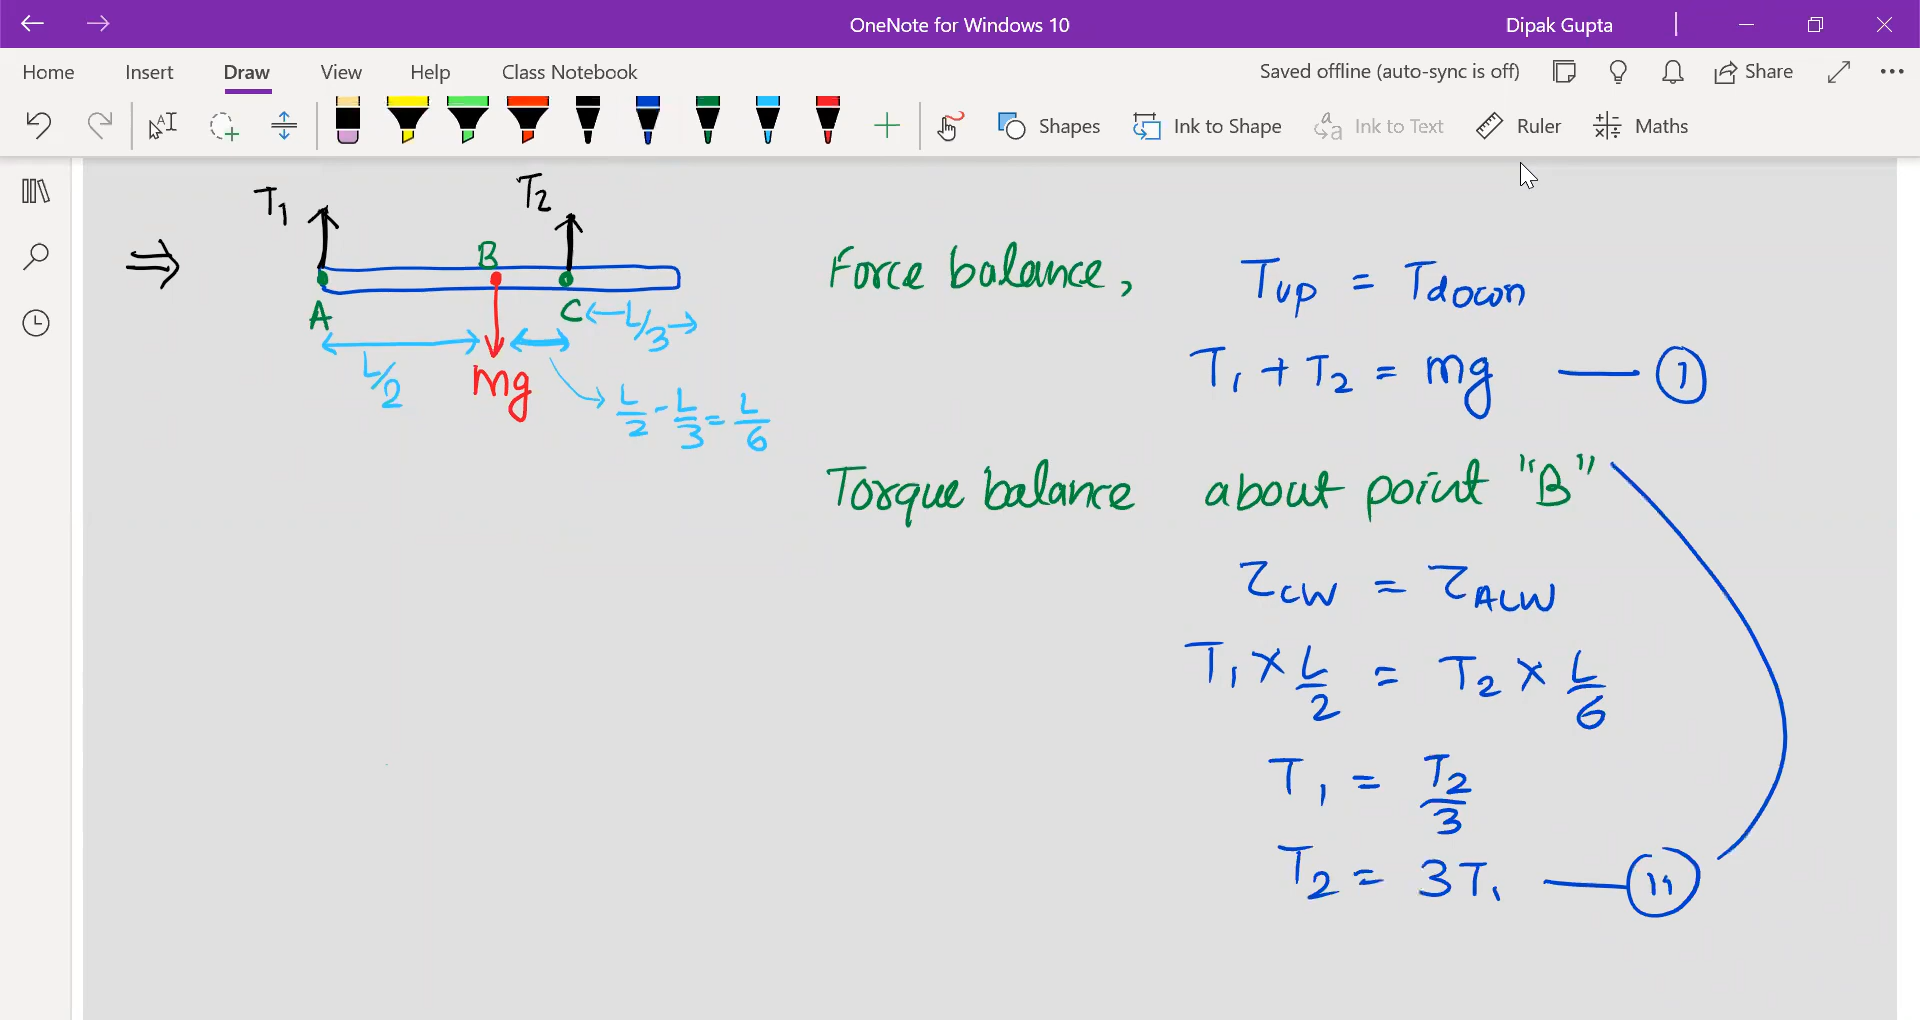 OneNote for Windows 10
Dipak Gupta
Home Insert Draw View Help Class Notebook
Saved offline (auto-sync is off) Share
Shapes Ink to Shape Ink to Text Ruler Maths
T1 T2
B
A C L/3
L/2
mg
L/2 - L/3 = L/6
Force balance, Tup = Tdown
T1 + T2 = mg — 1
Torque balance about point "B"
τCW = τACW
T1 × L/2 = T2 × L/6
T1 = T2/3
T2 = 3T1 — 11